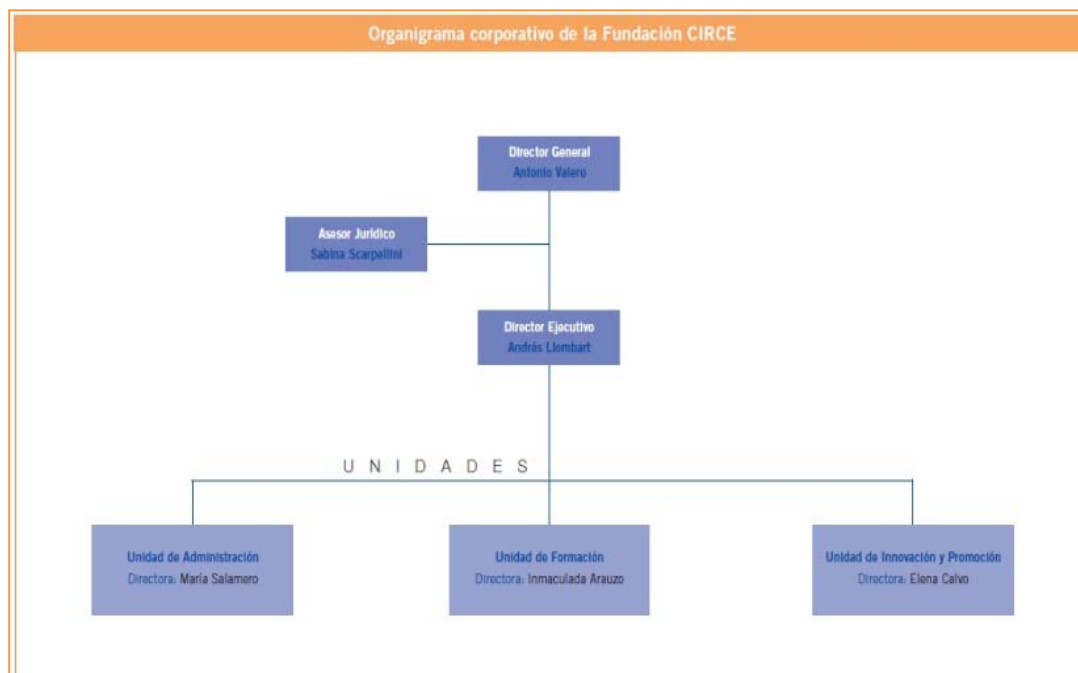 Organigrama corporativo de la Fundación CIRCE
Director General
Antonio Valero
Asesor Jurídico
Sabina Scarpellini
Director Ejecutivo
Andrés Llombart
UNIDADES
Unidad de Administración
Directora: María Salamero
Unidad de Formación
Directora: Inmaculada Arauzo
Unidad de Innovación y Promoción
Directora: Elena Calvo